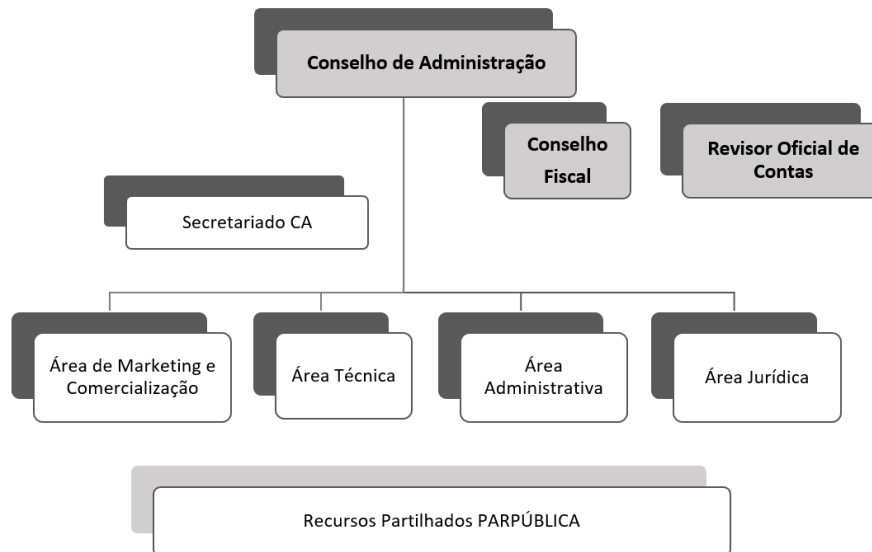 Conselho de Administração
Conselho
Fiscal
Revisor Oficial de
Contas
Secretariado CA
Área de Marketing e
Comercialização
Área Técnica
Área
Administrativa
Área Jurídica
Recursos Partilhados PARPÚBLICA